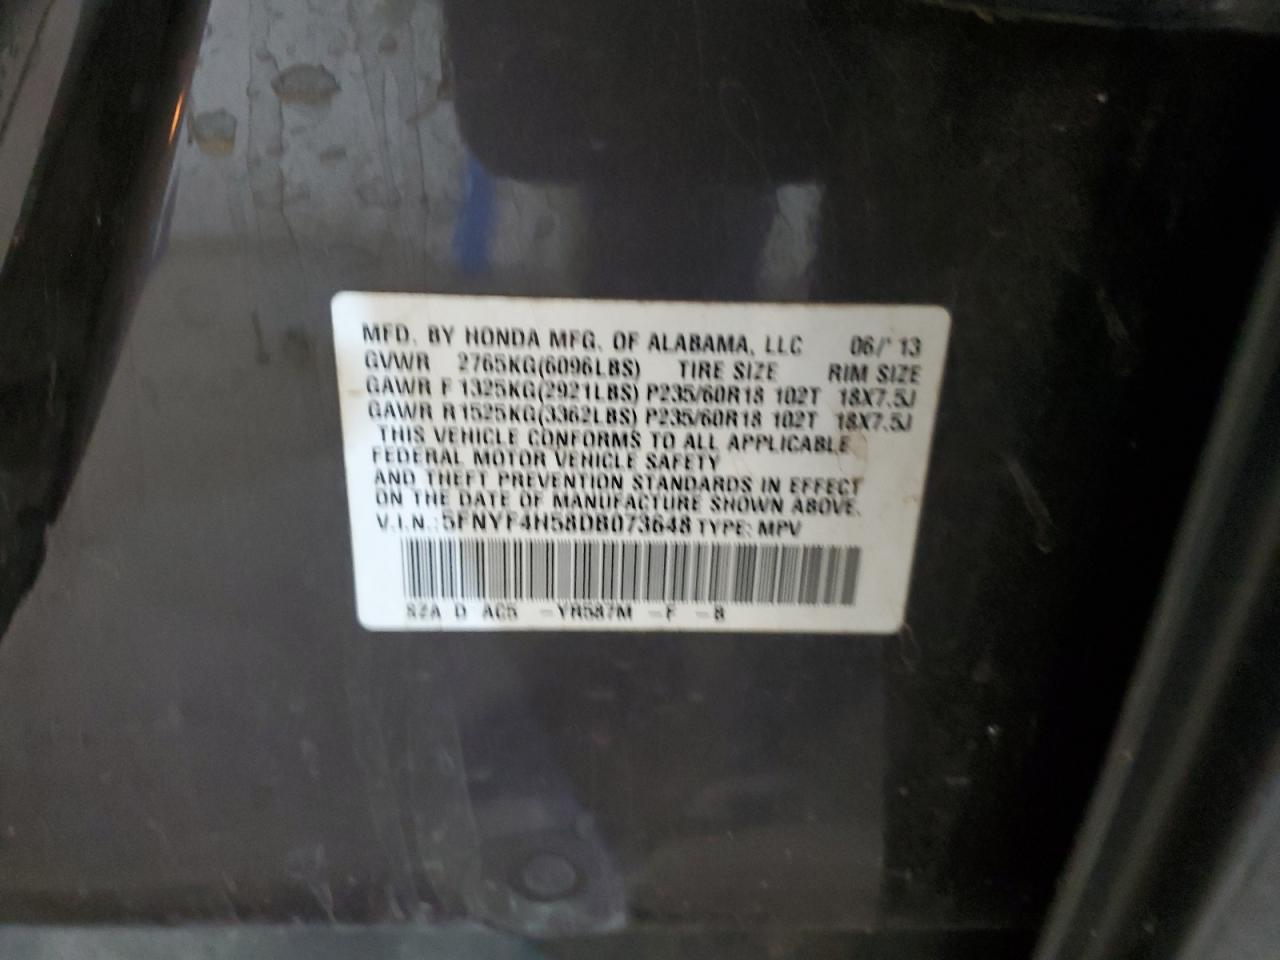 MFD. BY HONDA MFG. OF ALABAMA, LLC 06/'13
GVWR 2765KG(6096LBS) TIRE SIZE RIM SIZE
GAWR F 1325KG(2921LBS) P235/60R18 102T 18X7.5J
GAWR R 1525KG(3362LBS) P235/60R18 102T 18X7.5J
THIS VEHICLE CONFORMS TO ALL APPLICABLE
FEDERAL MOTOR VEHICLE SAFETY
AND THEFT PREVENTION STANDARDS IN EFFECT
ON THE DATE OF MANUFACTURE SHOWN ABOVE.
V.I.N.:5FNYF4H58DB073648 TYPE: MPV
SZA D AC5 -YR587M -F -B